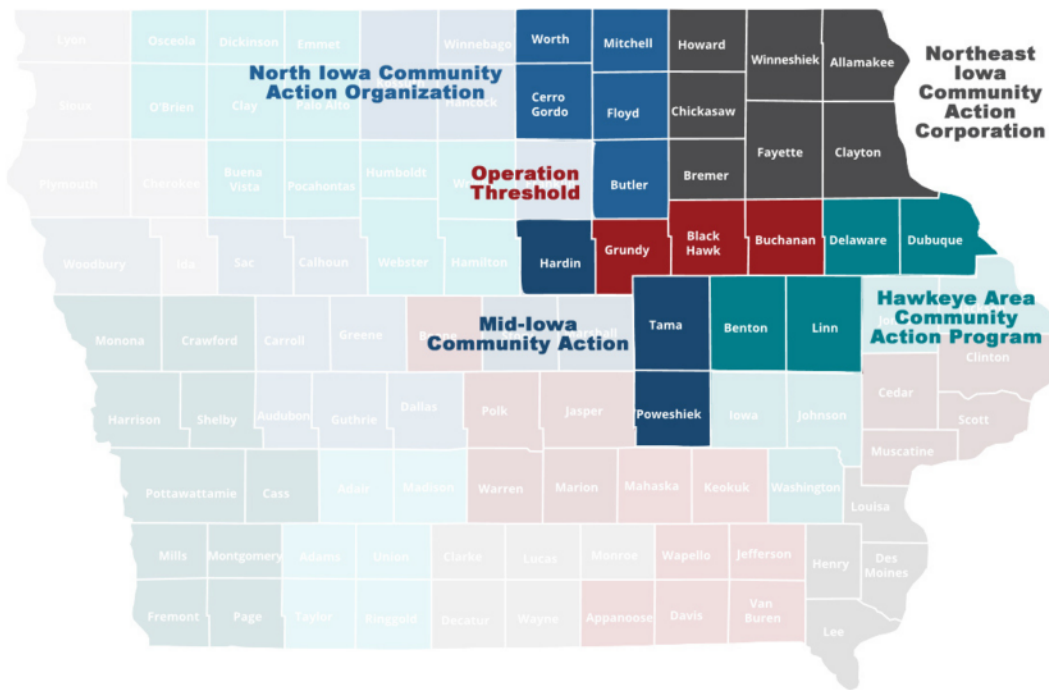 Lyon
Osceola
Dickinson
Emmet
Winnebago
Worth
Mitchell
Howard
Winneshiek
Allamakee
Northeast
Iowa
Community
Action
Corporation
North Iowa Community
Action Organization
Sioux
O'Brien
Clay
Palo Alto
Hancock
Cerro
Gordo
Floyd
Chickasaw
Fayette
Clayton
Plymouth
Cherokee
Buena
Vista
Pocahontas
Humboldt
Operation
Threshold
Butler
Bremer
Woodbury
Ida
Sac
Calhoun
Webster
Hamilton
Hardin
Grundy
Black
Hawk
Buchanan
Delaware
Dubuque
Monona
Crawford
Carroll
Greene
Mid-Iowa
Community Action
Tama
Benton
Linn
Hawkeye Area
Community
Action Program
Clinton
Harrison
Shelby
Audubon
Guthrie
Dallas
Polk
Jasper
Poweshiek
Iowa
Johnson
Cedar
Scott
Muscatine
Pottawattamie
Cass
Adair
Madison
Warren
Marion
Mahaska
Keokuk
Washington
Louisa
Mills
Montgomery
Adams
Union
Clarke
Lucas
Monroe
Wapello
Jefferson
Henry
Des
Moines
Fremont
Page
Taylor
Ringgold
Decatur
Wayne
Appanoose
Davis
Van
Buren
Lee